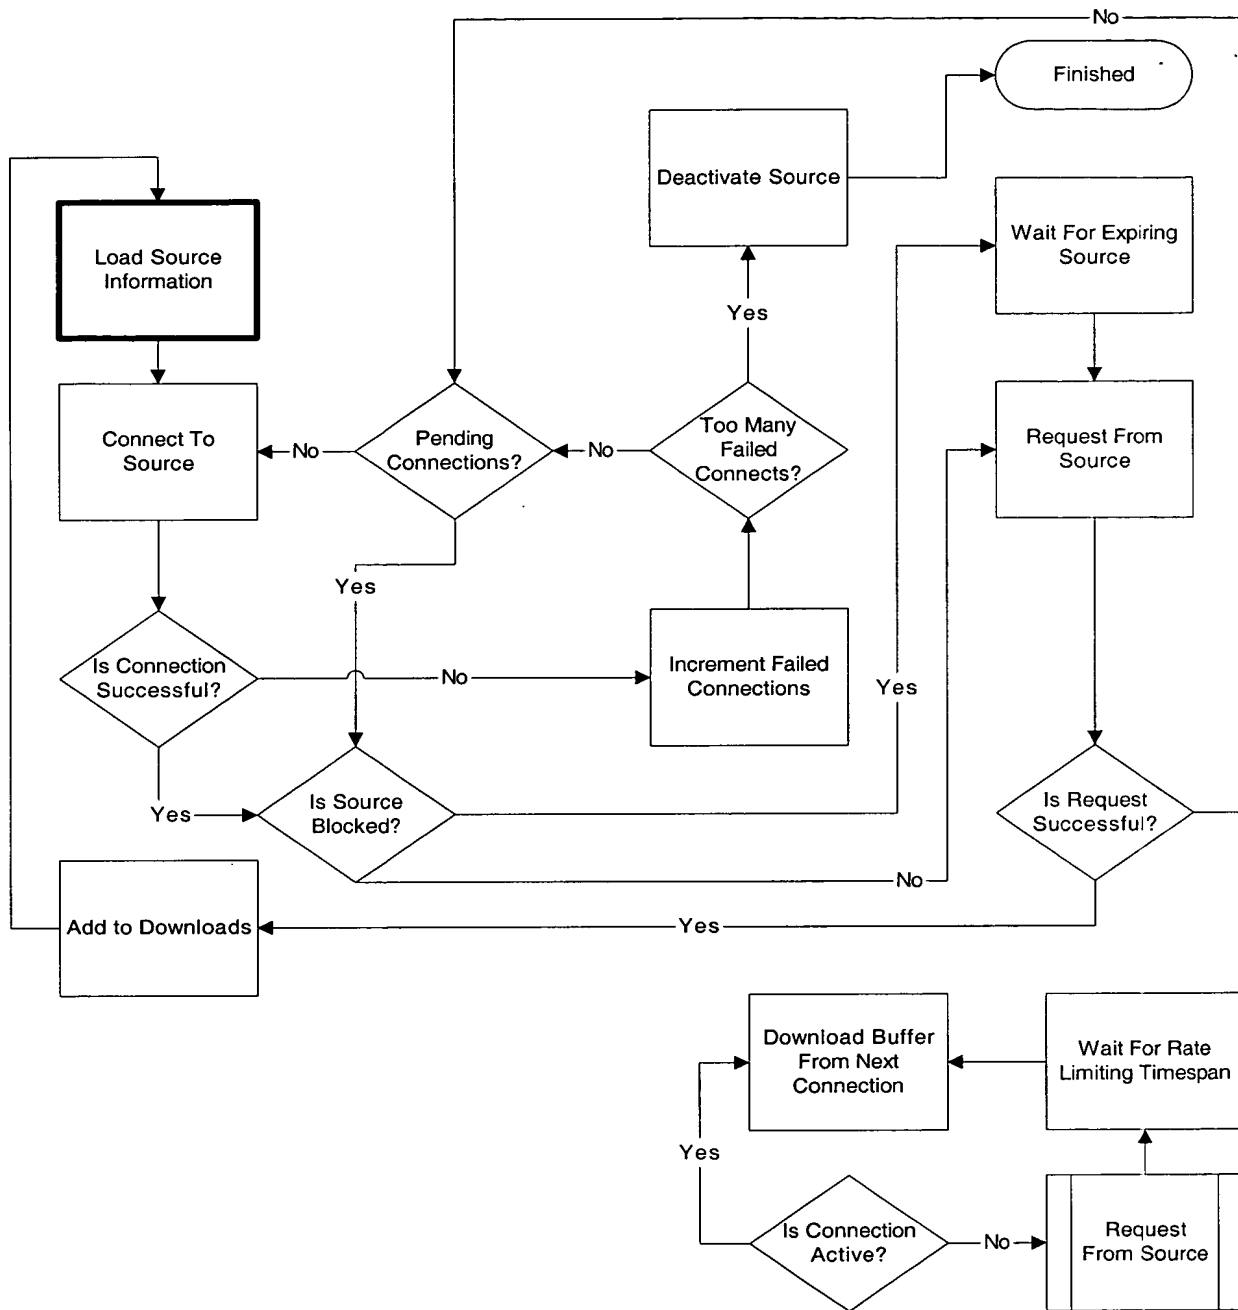 No
Finished
Deactivate Source
Wait For Expiring
Source
Load Source
Information
Yes
Connect To
Source
No
Pending
Connections?
No
Too Many
Failed
Connects?
Request From
Source
Yes
Is Connection
Successful?
No
Increment Failed
Connections
Yes
Yes
Is Source
Blocked?
Is Request
Successful?
No
Add to Downloads
Yes
Download Buffer
From Next
Connection
Wait For Rate
Limiting Timespan
Yes
Is Connection
Active?
No
Request
From Source